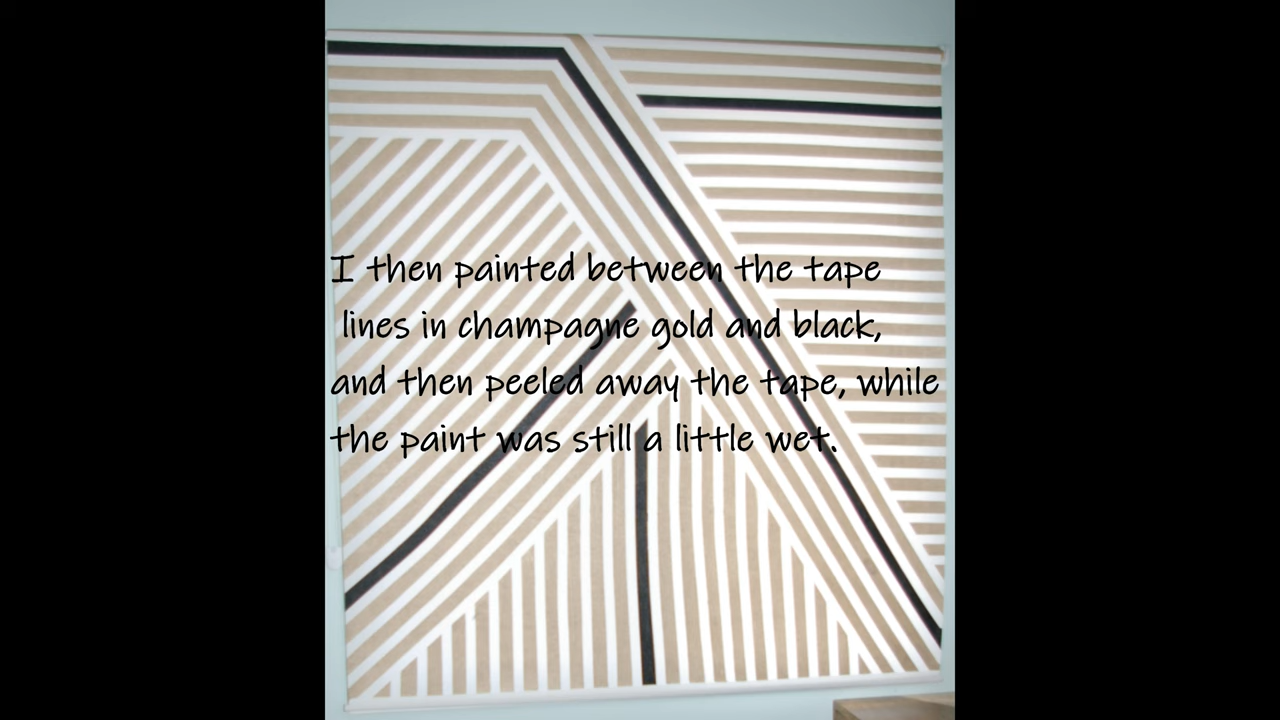 I then painted between the tape
lines in champagne gold and black,
and then peeled away the tape, while
the paint was still a little wet.